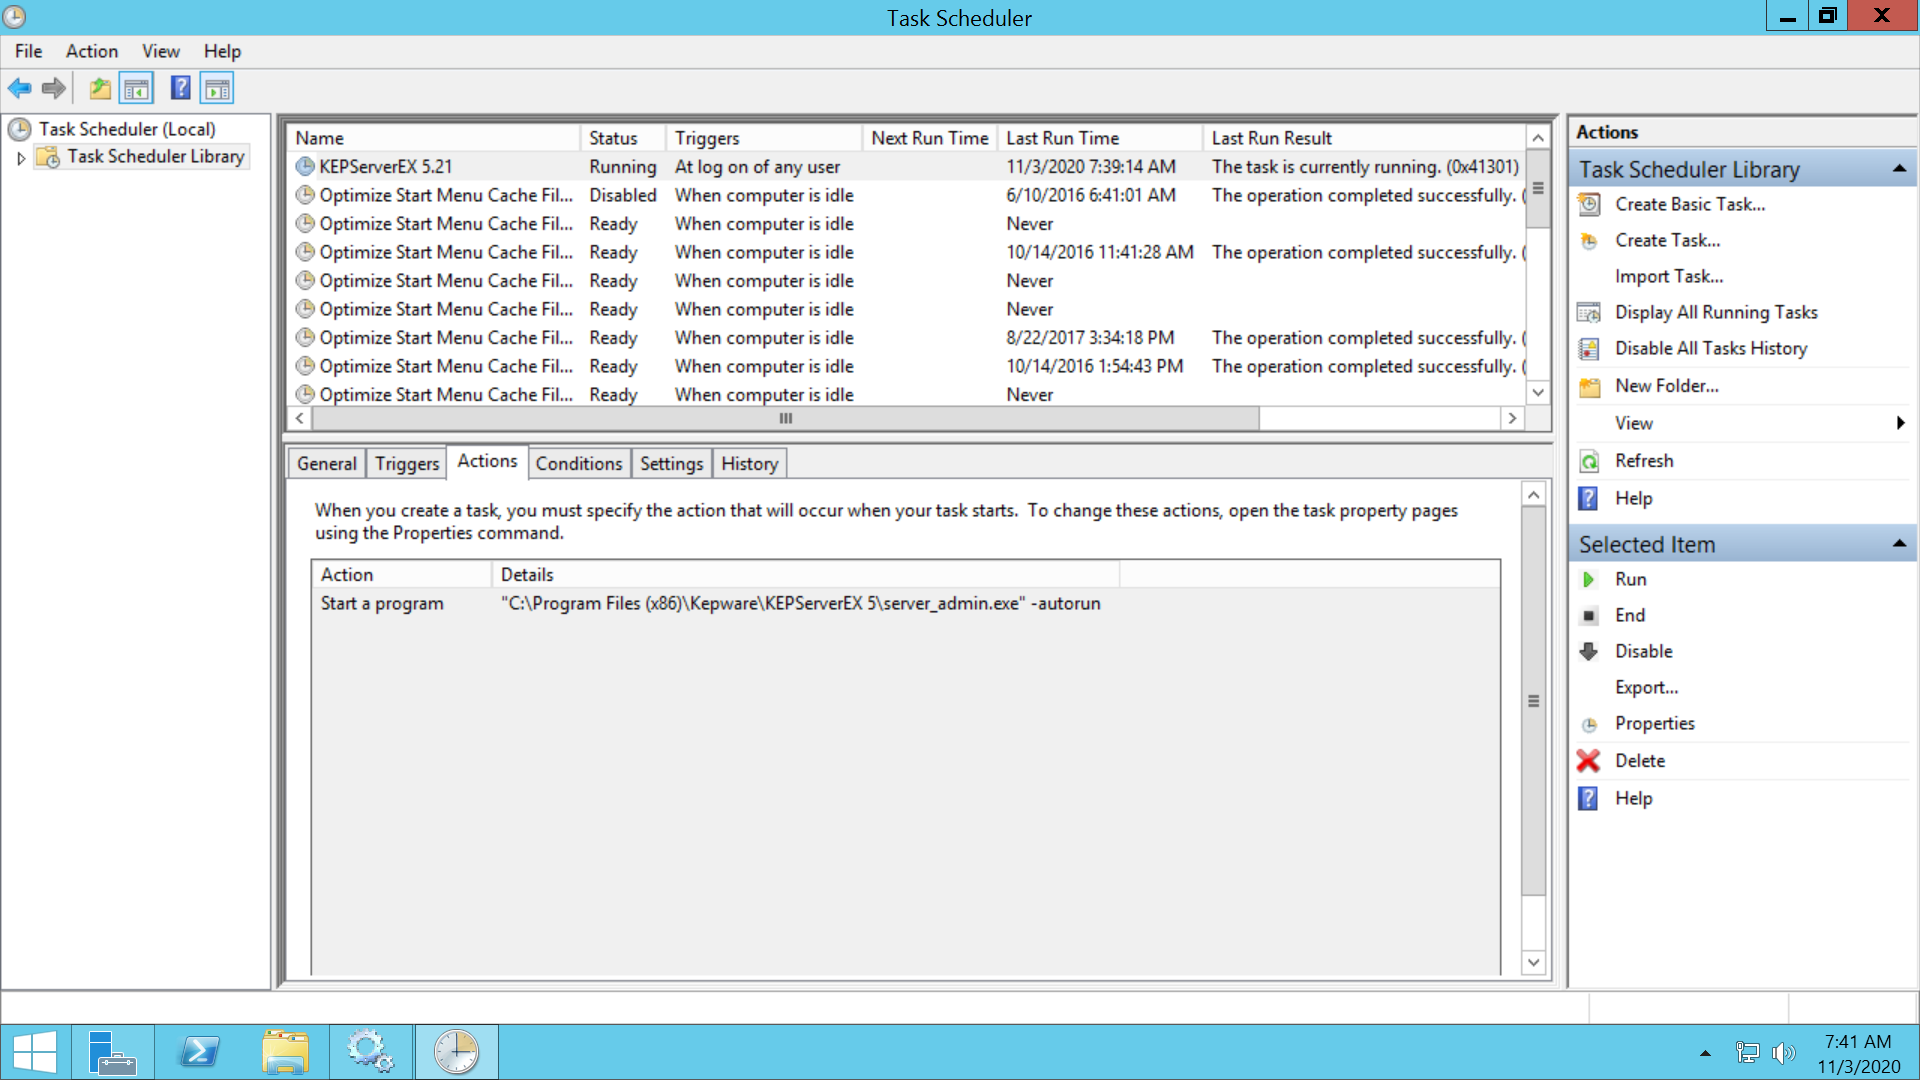 Task Scheduler
File Action View Help
Task Scheduler (Local)
Task Scheduler Library
Name Status Triggers Next Run Time Last Run Time Last Run Result
KEPServerEX 5.21 Running At log on of any user 11/3/2020 7:39:14 AM The task is currently running. (0x41301)
Optimize Start Menu Cache Fil... Disabled When computer is idle 6/10/2016 6:41:01 AM The operation completed successfully. (
Optimize Start Menu Cache Fil... Ready When computer is idle Never
Optimize Start Menu Cache Fil... Ready When computer is idle 10/14/2016 11:41:28 AM The operation completed successfully. (
Optimize Start Menu Cache Fil... Ready When computer is idle Never
Optimize Start Menu Cache Fil... Ready When computer is idle Never
Optimize Start Menu Cache Fil... Ready When computer is idle 8/22/2017 3:34:18 PM The operation completed successfully. (
Optimize Start Menu Cache Fil... Ready When computer is idle 10/14/2016 1:54:43 PM The operation completed successfully. (
Optimize Start Menu Cache Fil... Ready When computer is idle Never
General Triggers Actions Conditions Settings History
When you create a task, you must specify the action that will occur when your task starts. To change these actions, open the task property pages
using the Properties command.
Action Details
Start a program "C:\Program Files (x86)\Kepware\KEPServerEX 5\server_admin.exe" -autorun
Actions
Task Scheduler Library
Create Basic Task...
Create Task...
Import Task...
Display All Running Tasks
Disable All Tasks History
New Folder...
View
Refresh
Help
Selected Item
Run
End
Disable
Export...
Properties
Delete
Help
7:41 AM
11/3/2020